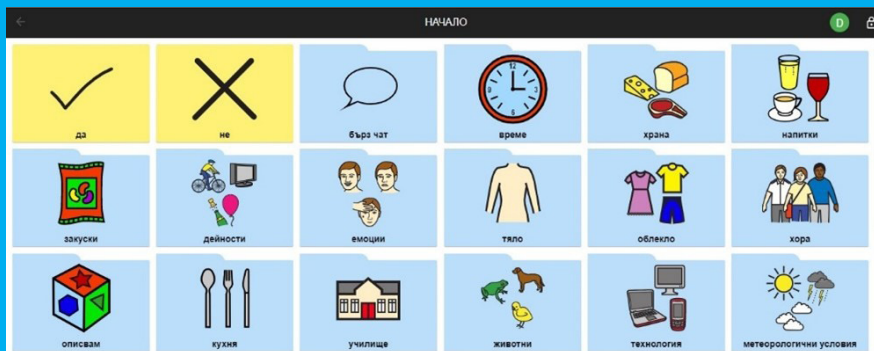 НАЧАЛО
D
да
не
бърз чат
време
храна
напитки
закуски
дейности
емоции
тяло
облекло
хора
описвам
кухня
училище
животни
технология
метеорологични условия